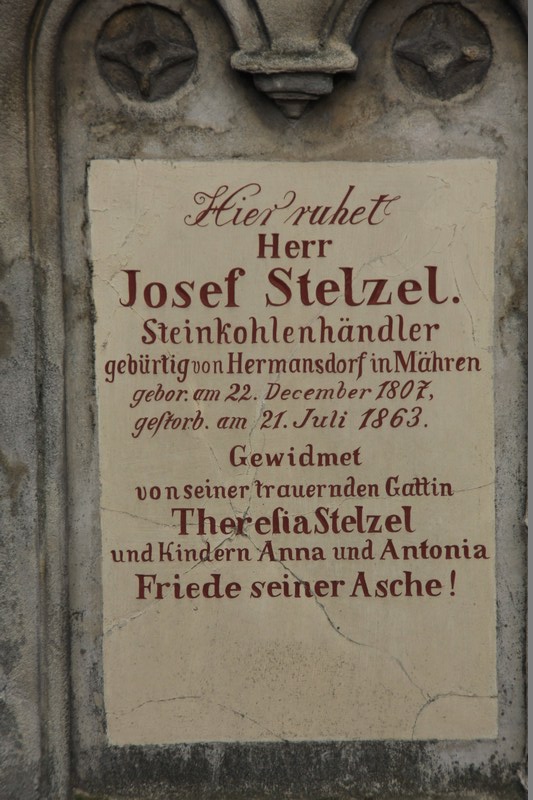 Hier ruhet
Herr
Josef Stelzel.
Steinkohlenhändler
gebürtig von Hermansdorf in Mähren
gebor. am 22. December 1807,
geſtorb. am 21. Juli 1863.
Gewidmet
von seiner trauernden Gattin
Thereſia Stelzel
und Kindern Anna und Antonia
Friede seiner Asche!